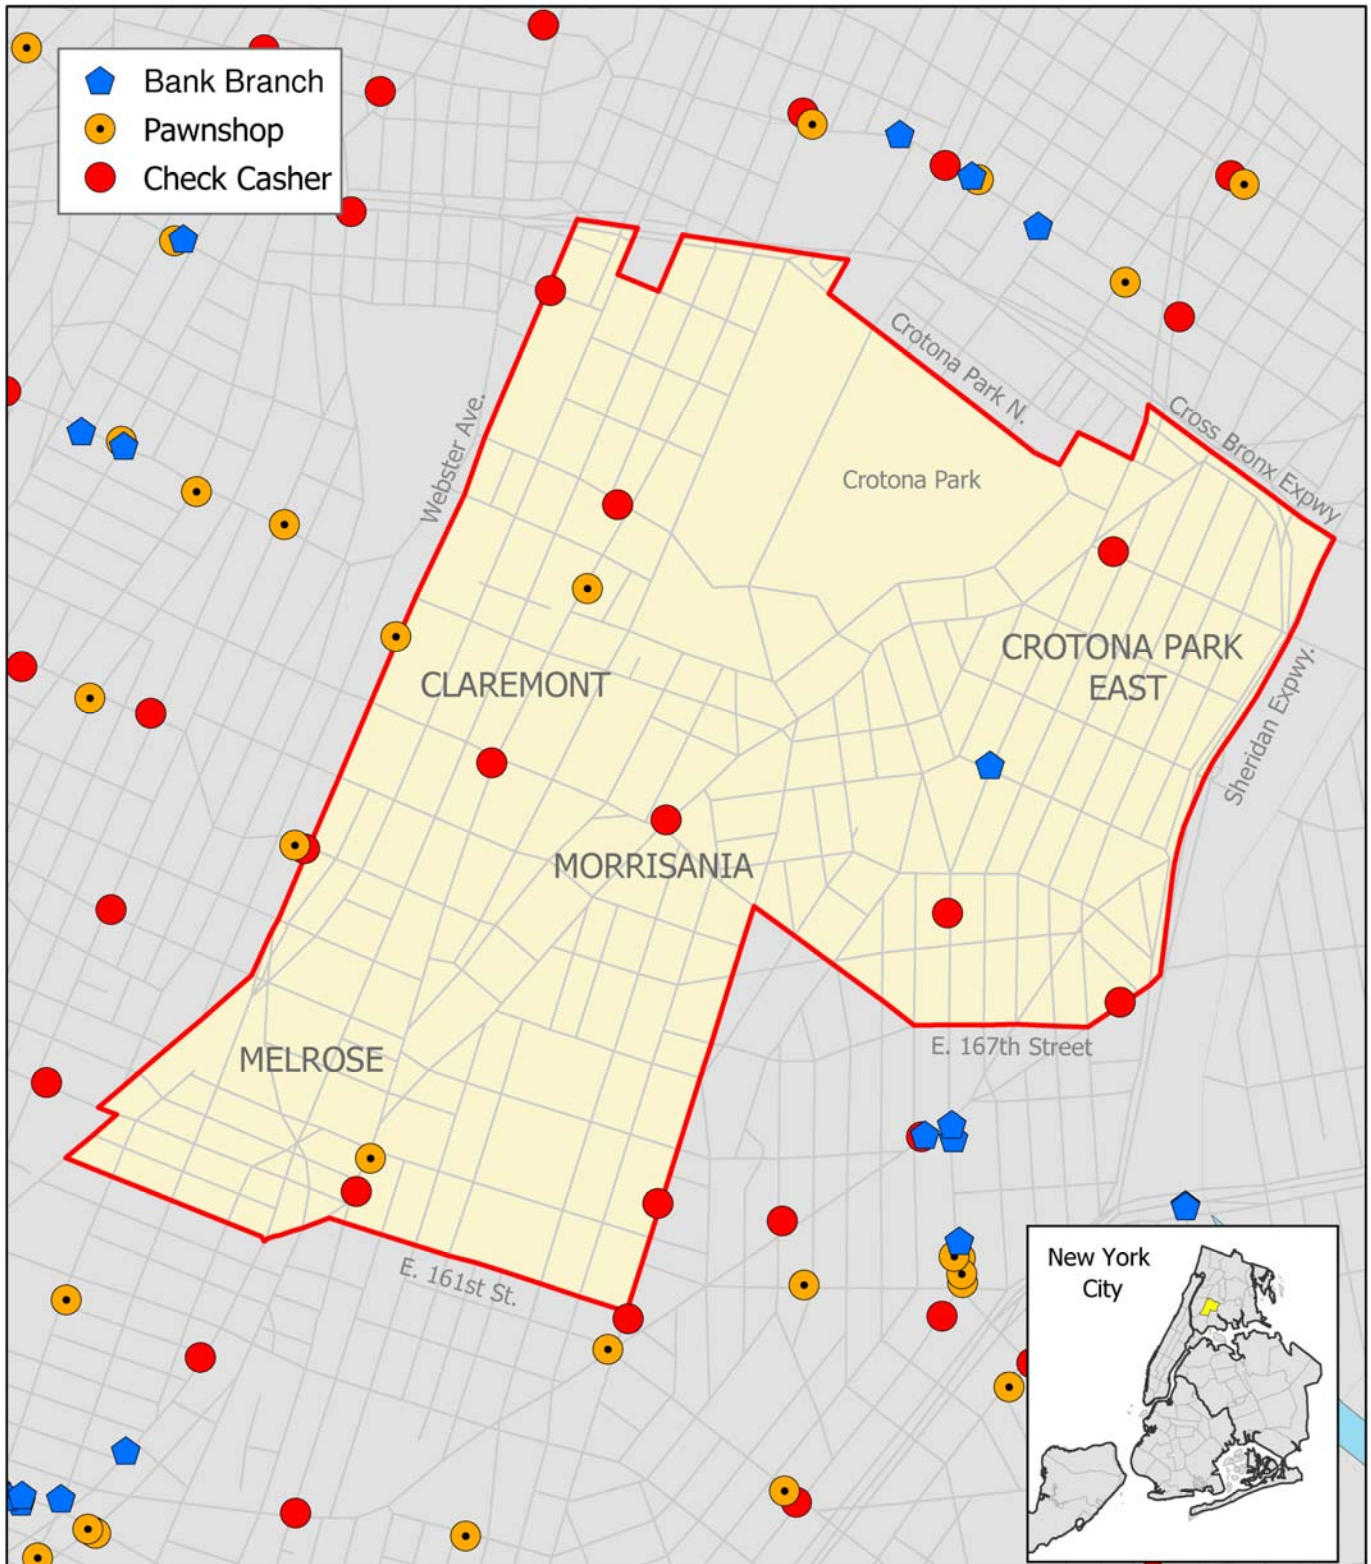 Bank Branch
Pawnshop
Check Casher
Webster Ave.
Crotona Park N.
Cross Bronx Expwy
Crotona Park
CROTONA PARK
EAST
CLAREMONT
Sheridan Expwy.
MORRISANIA
MELROSE
E. 167th Street
E. 161st St.
New York
City